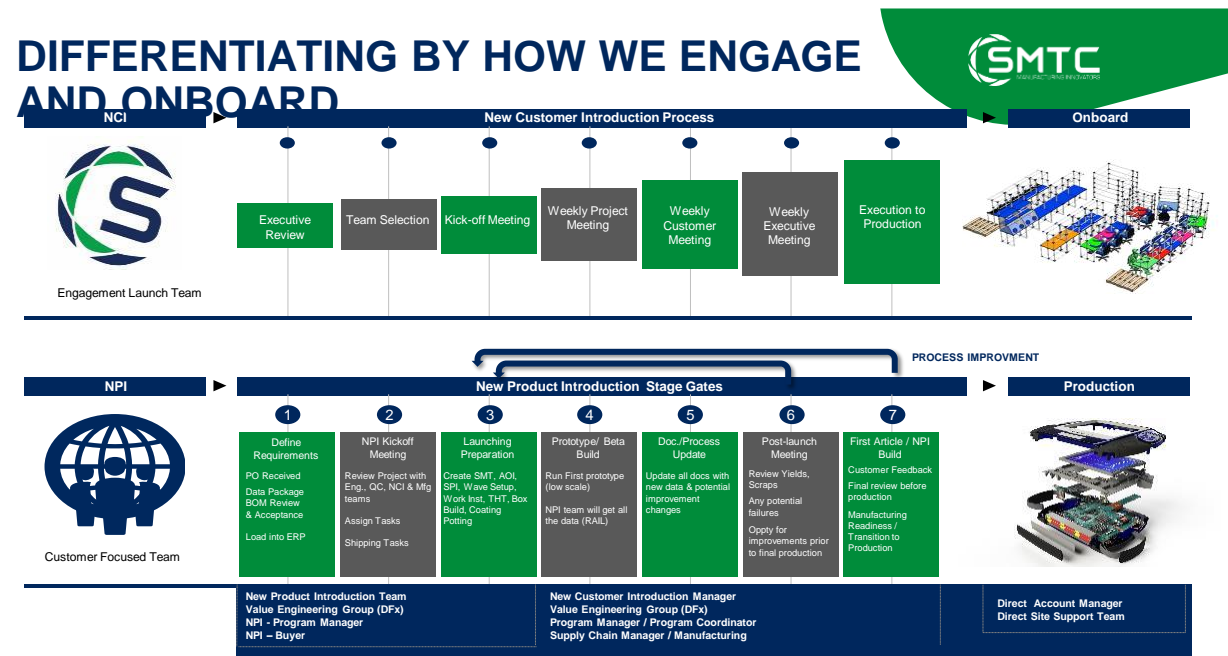 DIFFERENTIATING BY HOW WE ENGAGE
AND ONBOARD
SMTC
MANUFACTURING INNOVATORS
NCI
New Customer Introduction Process
Onboard
Executive
Review
Team Selection
Kick-off Meeting
Weekly Project
Meeting
Weekly
Customer
Meeting
Weekly
Executive
Meeting
Execution to
Production
S
Engagement Launch Team
PROCESS IMPROVMENT
NPI
New Product Introduction Stage Gates
Production
1
2
3
4
5
6
7
Define
Requirements
PO Received
Data Package
BOM Review
& Acceptance
Load into ERP
NPI Kickoff
Meeting
Review Project with
Eng., QC, NCI & Mfg
teams
Assign Tasks
Shipping Tasks
Launching
Preparation
Create SMT, AOI,
SPI, Wave Setup,
Work Inst, THT, Box
Build, Coating
Potting
Prototype/ Beta
Build
Run First prototype
(low scale)
NPI team will get all
the data (RAIL)
Doc./Process
Update
Update all docs with
new data & potential
improvement
changes
Post-launch
Meeting
Review Yields,
Scraps
Any potential
failures
Oppty for
improvements prior
to final production
First Article / NPI
Build
Customer Feedback
Final review before
production
Manufacturing
Readiness /
Transition to
Production
Customer Focused Team
New Product Introduction Team
Value Engineering Group (DFx)
NPI - Program Manager
NPI – Buyer
New Customer Introduction Manager
Value Engineering Group (DFx)
Program Manager / Program Coordinator
Supply Chain Manager / Manufacturing
Direct Account Manager
Direct Site Support Team